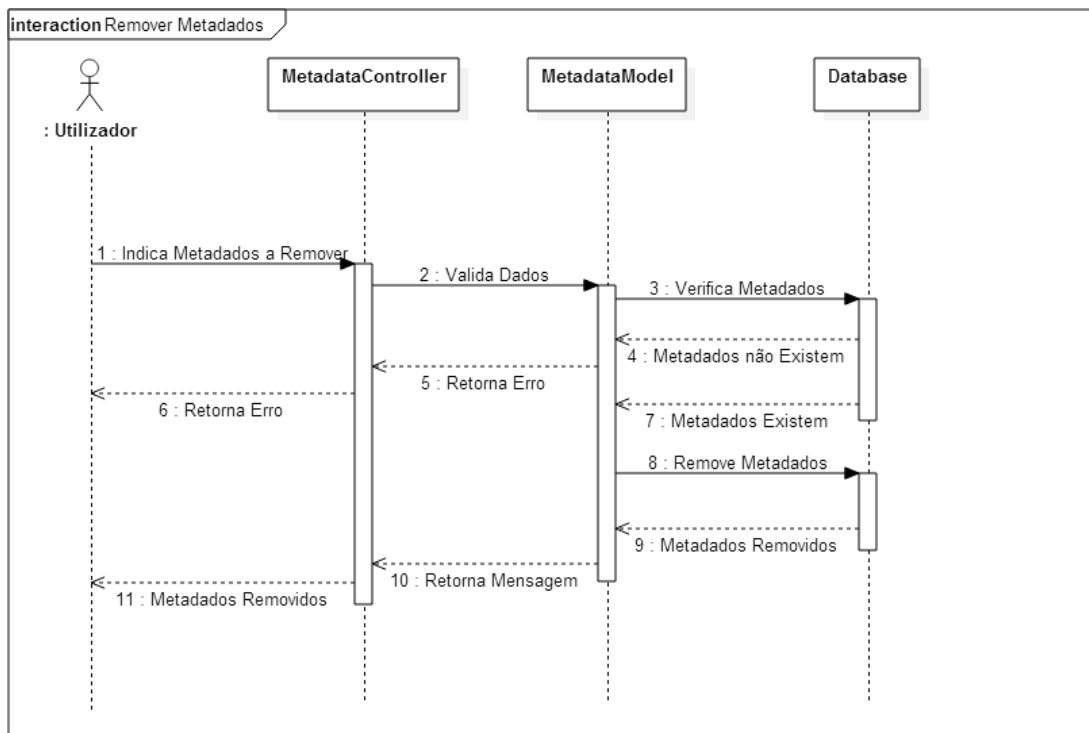 interaction Remover Metadados
: Utilizador
MetadataController
MetadataModel
Database
1 : Indica Metadados a Remover
2 : Valida Dados
3 : Verifica Metadados
4 : Metadados não Existem
5 : Retorna Erro
6 : Retorna Erro
7 : Metadados Existem
8 : Remove Metadados
9 : Metadados Removidos
10 : Retorna Mensagem
11 : Metadados Removidos